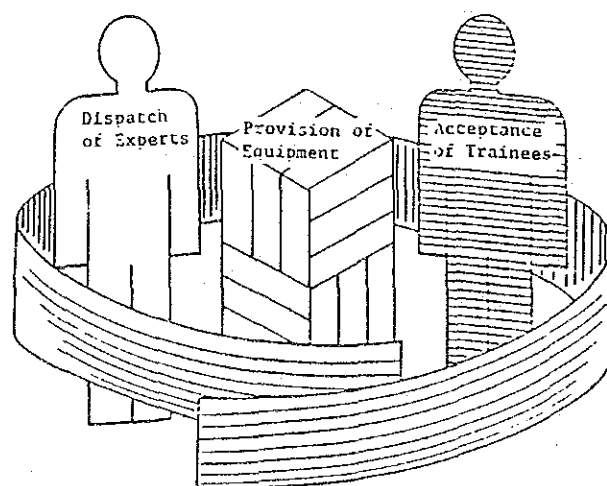 Dispatch
of Experts
Provision of
Equipment
Acceptance
of Trainees